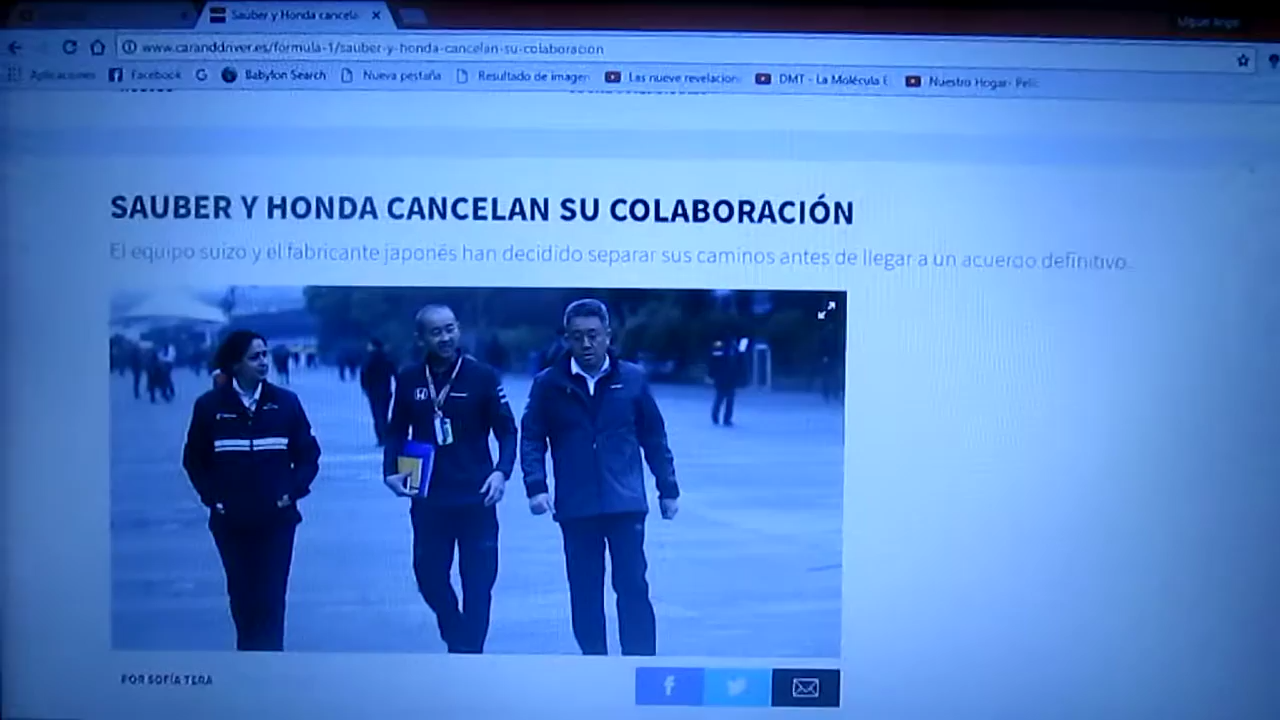 Sauber y Honda cancela
Miguel Angel
www.caranddriver.es/formula-1/sauber-y-honda-cancelan-su-colaboracion
Aplicaciones
Facebook
Babylon Search
Nueva pestaña
Resultado de imagen
Las nueve revelacion
DMT - La Molécula E
Nuestro Hogar- Peli
SAUBER Y HONDA CANCELAN SU COLABORACIÓN
El equipo suizo y el fabricante japonés han decidido separar sus caminos antes de llegar a un acuerdo definitivo.
POR SOFÍA TERA